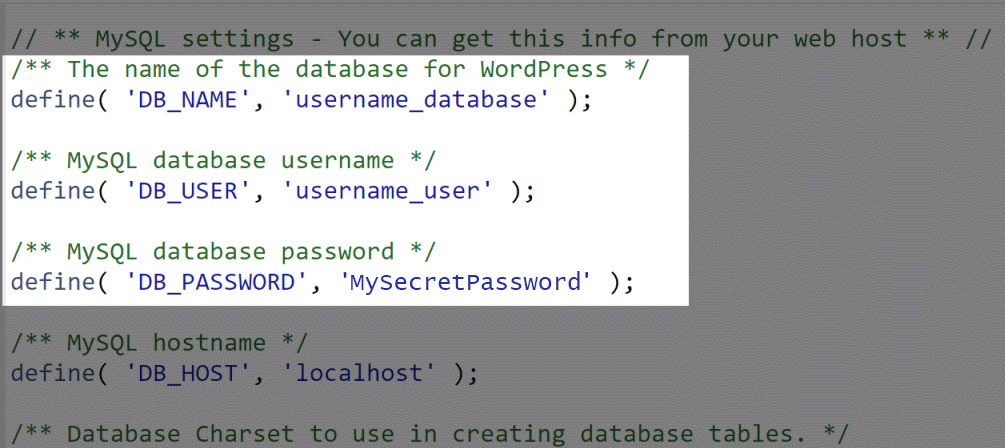 // ** MySQL settings - You can get this info from your web host ** //
/** The name of the database for WordPress */
define( 'DB_NAME', 'username_database' );
/** MySQL database username */
define( 'DB_USER', 'username_user' );
/** MySQL database password */
define( 'DB_PASSWORD', 'MySecretPassword' );
/** MySQL hostname */
define( 'DB_HOST', 'localhost' );
/** Database Charset to use in creating database tables. */